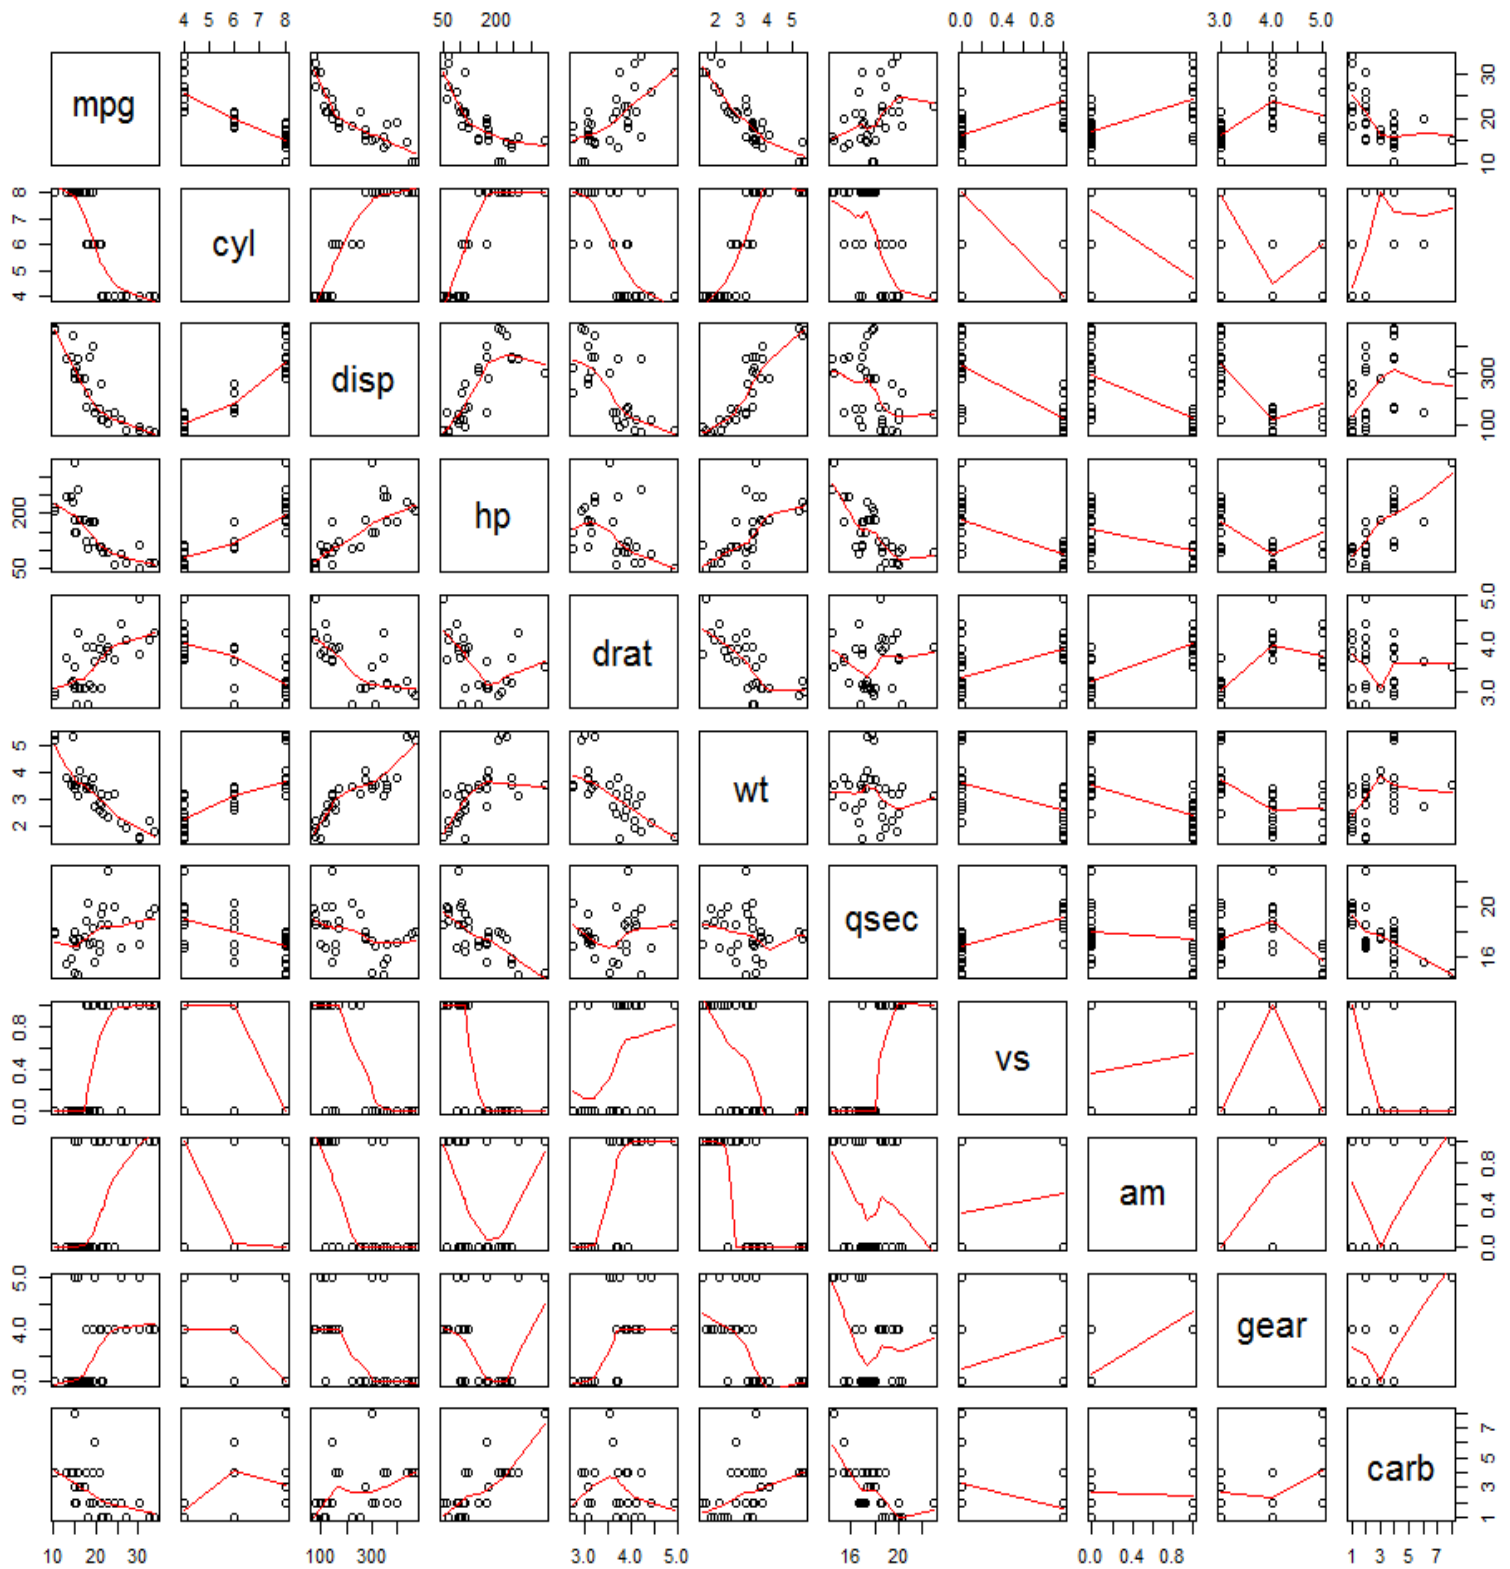 4 5 6 7 8 50 200 2 3 4 5 0.0 0.4 0.8 3.0 4.0 5.0
mpg 10 20 30
4 5 6 7 8 cyl
disp 100 300
50 200 hp
drat 3.0 4.0 5.0
2 3 4 5 wt
qsec 16 20
0.0 0.4 0.8 vs
am 0.0 0.4 0.8
3.0 4.0 5.0 gear
carb 1 3 5 7
10 20 30 100 300 3.0 4.0 5.0 16 20 0.0 0.4 0.8 1 3 5 7